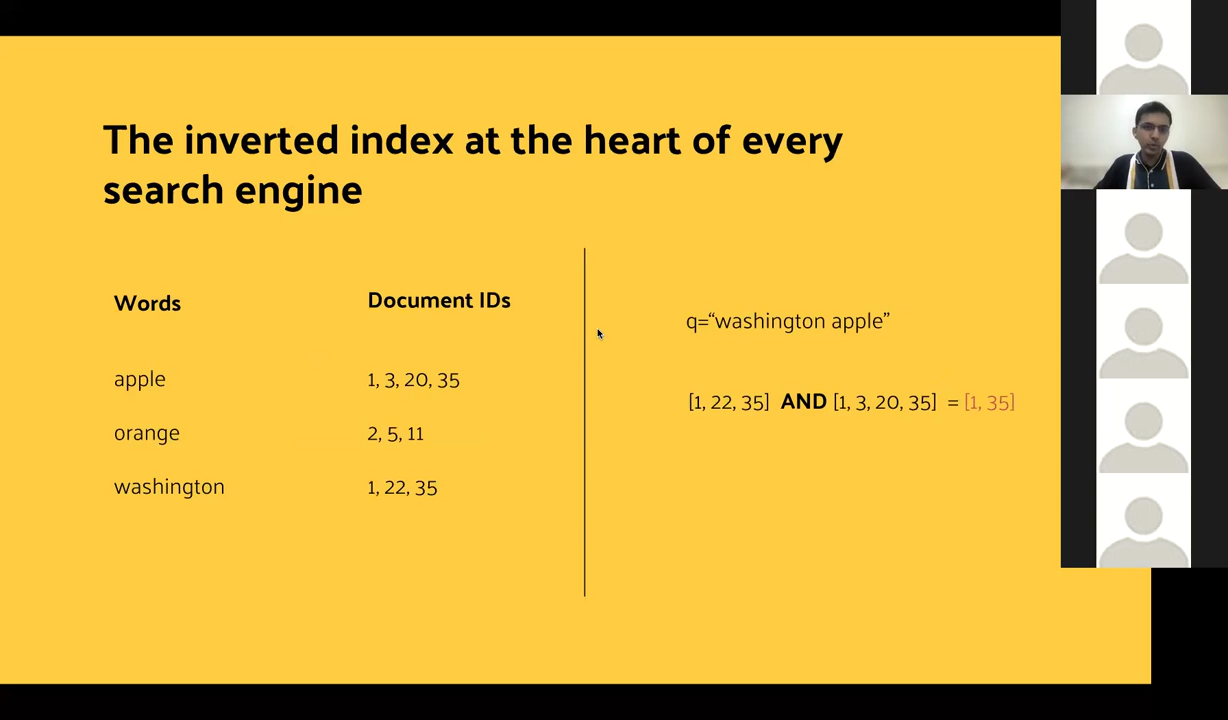 The inverted index at the heart of every
search engine
Words Document IDs
apple 1, 3, 20, 35
orange 2, 5, 11
washington 1, 22, 35
q=“washington apple”
[1, 22, 35] AND [1, 3, 20, 35] = [1, 35]